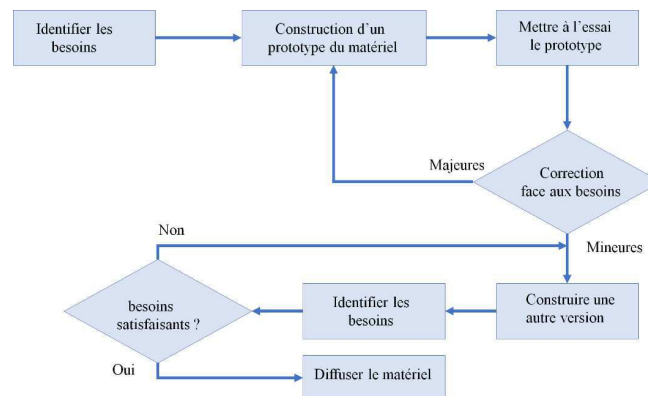 Identifier les
besoins
Construction d’un
prototype du matériel
Mettre à l’essai
le prototype
Majeures
Correction
face aux besoins
Non
Mineures
besoins
satisfaisants ?
Identifier les
besoins
Construire une
autre version
Oui
Diffuser le matériel